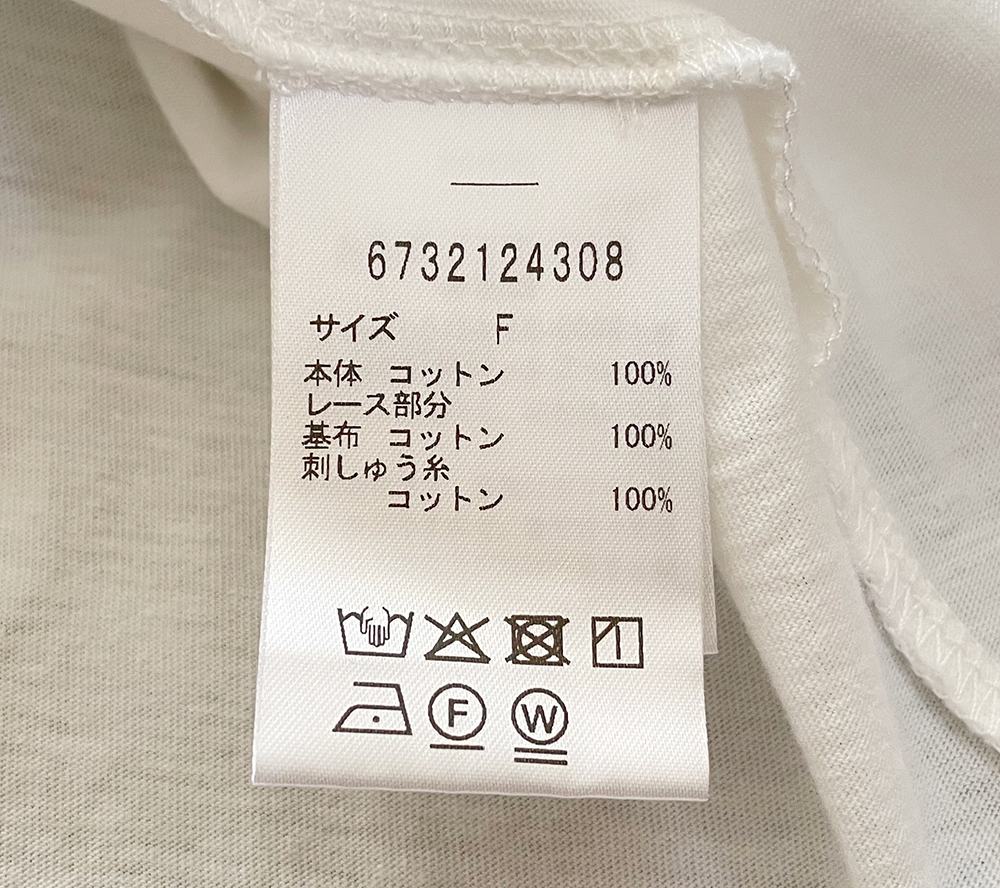 6732124308
サイズ F
本体 コットン 100%
レース部分
基布 コットン 100%
刺しゅう糸
コットン 100%
F W